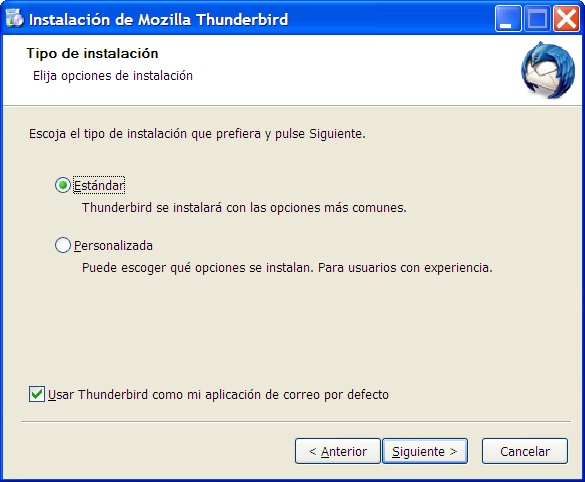 Instalación de Mozilla Thunderbird
Tipo de instalación
Elija opciones de instalación
Escoja el tipo de instalación que prefiera y pulse Siguiente.
Estándar
Thunderbird se instalará con las opciones más comunes.
Personalizada
Puede escoger qué opciones se instalan. Para usuarios con experiencia.
Usar Thunderbird como mi aplicación de correo por defecto
< Anterior
Siguiente >
Cancelar